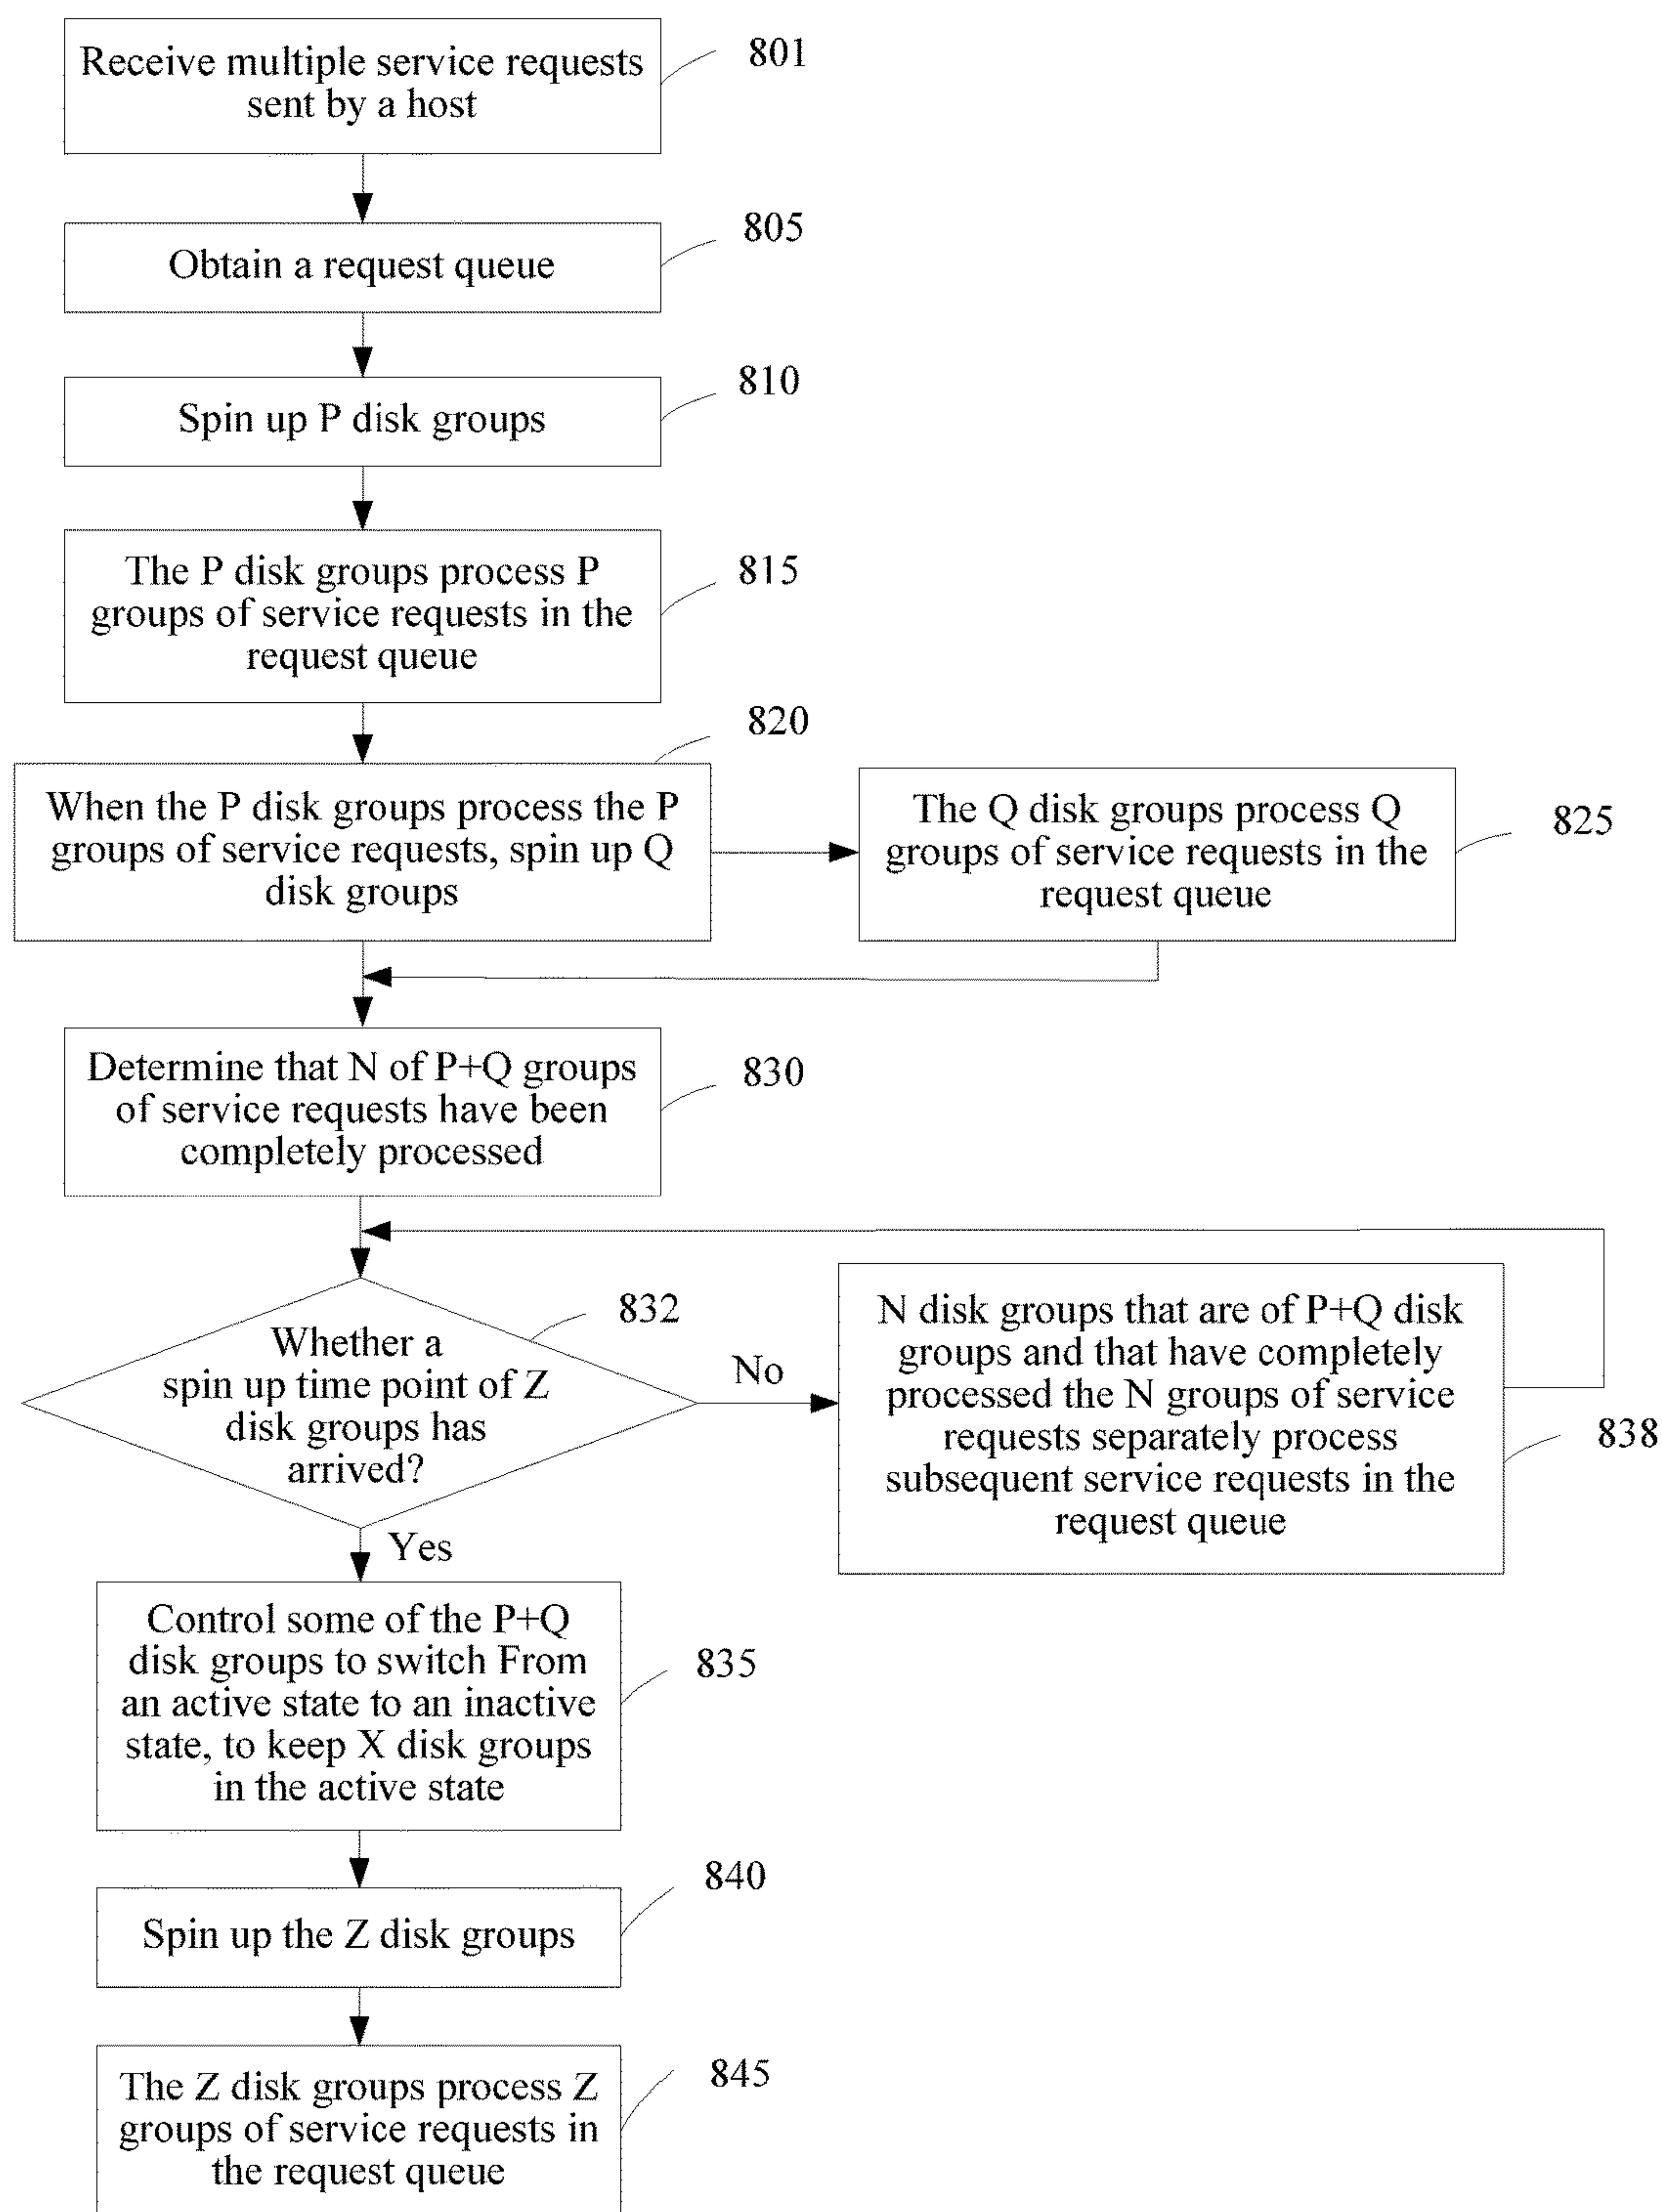 Receive multiple service requests
sent by a host
801
Obtain a request queue
805
Spin up P disk groups
810
The P disk groups process P
groups of service requests in the
request queue
815
When the P disk groups process the P
groups of service requests, spin up Q
disk groups
820
The Q disk groups process Q
groups of service requests in the
request queue
825
Determine that N of P+Q groups
of service requests have been
completely processed
830
Whether a
spin up time point of Z
disk groups has
arrived?
832
No
N disk groups that are of P+Q disk
groups and that have completely
processed the N groups of service
requests separately process
subsequent service requests in the
request queue
838
Yes
Control some of the P+Q
disk groups to switch From
an active state to an inactive
state, to keep X disk groups
in the active state
835
Spin up the Z disk groups
840
The Z disk groups process Z
groups of service requests in
the request queue
845